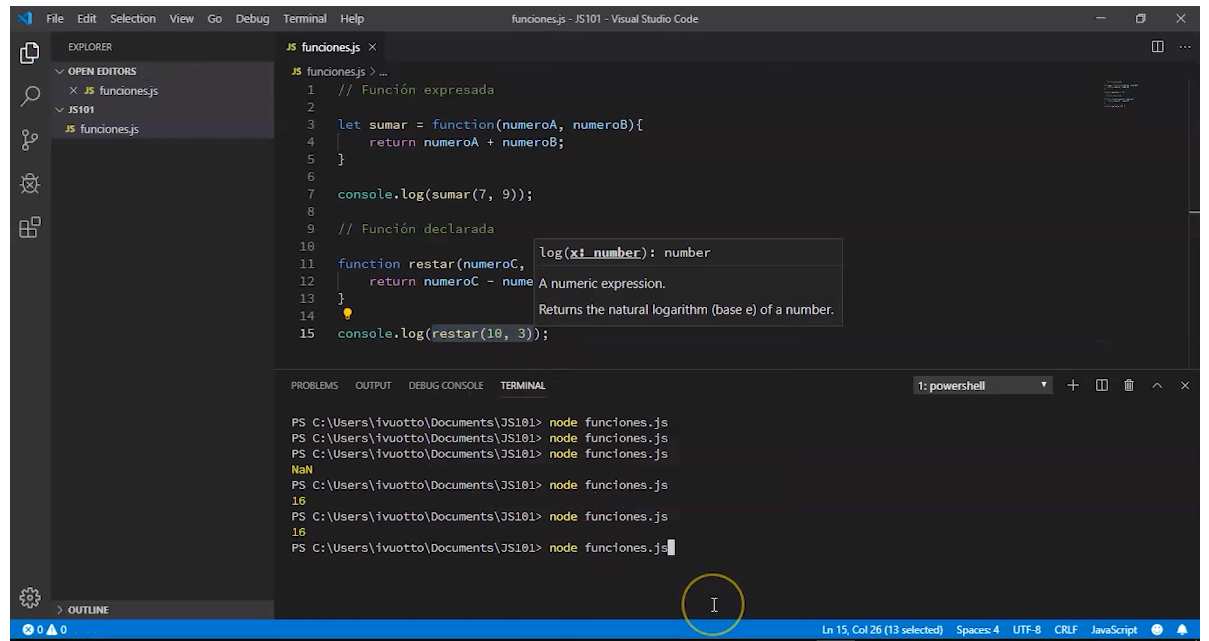 File Edit Selection View Go Debug Terminal Help funciones.js - JS101 - Visual Studio Code
EXPLORER
OPEN EDITORS
JS funciones.js
JS101
JS funciones.js
OUTLINE
JS funciones.js
JS funciones.js > ...
1 // Función expresada
2
3 let sumar = function(numeroA, numeroB){
4 return numeroA + numeroB;
5 }
6
7 console.log(sumar(7, 9));
8
9 // Función declarada
10
11 function restar(numeroC,
12 return numeroC - nume
13 }
14
15 console.log(restar(10, 3));
log(x: number): number
A numeric expression.
Returns the natural logarithm (base e) of a number.
PROBLEMS OUTPUT DEBUG CONSOLE TERMINAL 1: powershell
PS C:\Users\ivuotto\Documents\JS101> node funciones.js
PS C:\Users\ivuotto\Documents\JS101> node funciones.js
PS C:\Users\ivuotto\Documents\JS101> node funciones.js
NaN
PS C:\Users\ivuotto\Documents\JS101> node funciones.js
16
PS C:\Users\ivuotto\Documents\JS101> node funciones.js
16
PS C:\Users\ivuotto\Documents\JS101> node funciones.js
0 0 Ln 15, Col 26 (13 selected) Spaces: 4 UTF-8 CRLF JavaScript